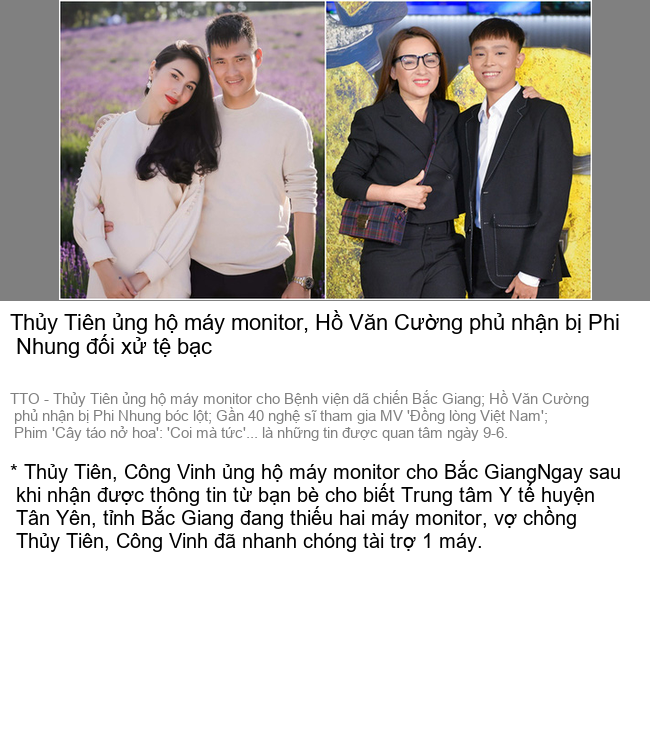 Thủy Tiên ủng hộ máy monitor, Hồ Văn Cường phủ nhận bị Phi
Nhung đối xử tệ bạc
TTO - Thủy Tiên ủng hộ máy monitor cho Bệnh viện dã chiến Bắc Giang; Hồ Văn Cường
phủ nhận bị Phi Nhung bóc lột; Gần 40 nghệ sĩ tham gia MV 'Đồng lòng Việt Nam';
Phim 'Cây táo nở hoa': 'Coi mà tức'... là những tin được quan tâm ngày 9-6.
* Thủy Tiên, Công Vinh ủng hộ máy monitor cho Bắc GiangNgay sau
khi nhận được thông tin từ bạn bè cho biết Trung tâm Y tế huyện
Tân Yên, tỉnh Bắc Giang đang thiếu hai máy monitor, vợ chồng
Thủy Tiên, Công Vinh đã nhanh chóng tài trợ 1 máy.